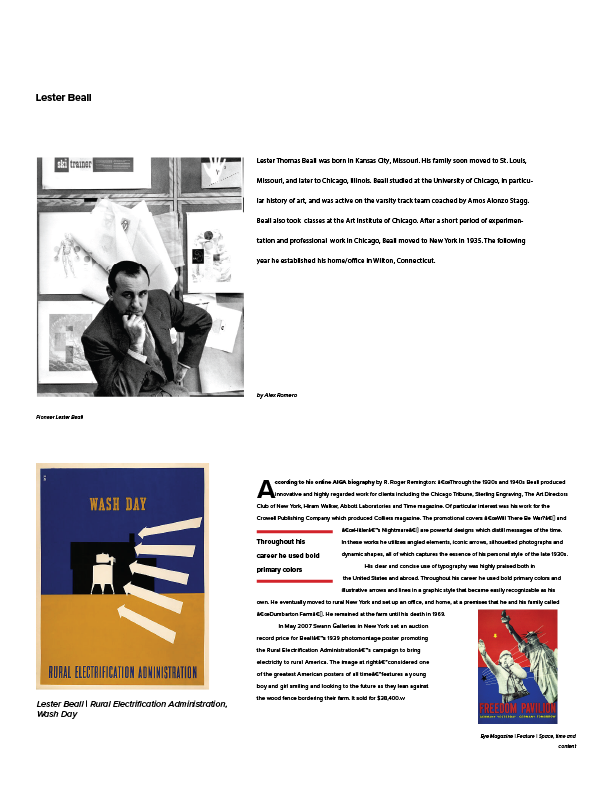 Lester Beall
ski trainer
Lester Thomas Beall was born in Kansas City, Missouri. His family soon moved to St. Louis,
Missouri, and later to Chicago, Illinois. Beall studied at the University of Chicago, in particu-
lar history of art, and was active on the varsity track team coached by Amos Alonzo Stagg.
Beall also took classes at the Art Institute of Chicago. After a short period of experimen-
tation and professional work in Chicago, Beall moved to New York in 1935.The following
year he established his home/office in Wilton, Connecticut.
by Alex Romero
Pioneer Lester Beall
WASH DAY
RURAL ELECTRIFICATION ADMINISTRATION
Lester Beall | Rural Electrification Administration,
Wash Day
According to his online AIGA biography by R. Roger Remington: â€œThrough the 1930s and 1940s Beall produced
innovative and highly regarded work for clients including the Chicago Tribune, Sterling Engraving, The Art Directors
Club of New York, Hiram Walker, Abbott Laboratories and Time magazine. Of particular interest was his work for the
Crowell Publishing Company which produced Colliers magazine. The promotional covers â€œWill There Be War?â€] and
â€œHitlerâ€™s Nightmareâ€] are powerful designs which distill messages of the time.
In these works he utilizes angled elements, iconic arrows, silhouetted photographs and
dynamic shapes, all of which captures the essence of his personal style of the late 1930s.
Throughout his
career he used bold
primary colors
His clear and concise use of typography was highly praised both in
the United States and abroad. Throughout his career he used bold primary colors and
illustrative arrows and lines in a graphic style that became easily recognizable as his
own. He eventually moved to rural New York and set up an office, and home, at a premises that he and his family called
â€œDumbarton Farmâ€]. He remained at the farm until his death in 1969.
In May 2007 Swann Galleries in New York set an auction
record price for Beallâ€™s 1939 photomontage poster promoting
the Rural Electrification Administrationâ€™s campaign to bring
electricity to rural America. The image at rightâ€”considered one
of the greatest American posters of all timeâ€”features a young
boy and girl smiling and looking to the future as they lean against
the wood fence bordering their farm. It sold for $38,400.w
FREEDOM PAVILION
GERMANY YESTERDAY - GERMANY TOMORROW
Eye Magazine | Feature | Space, time and
content